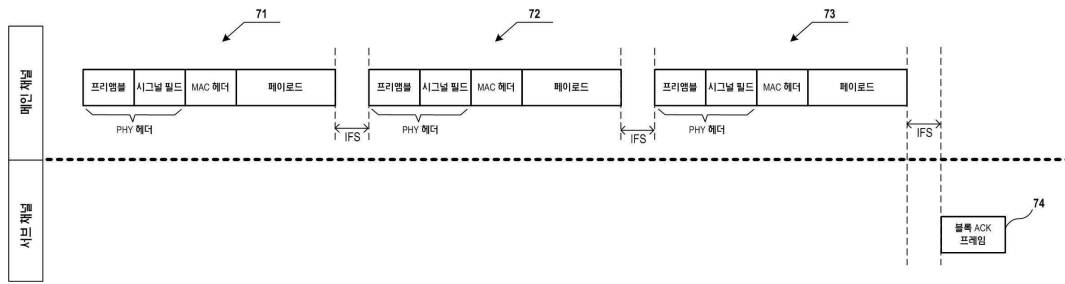 71
72
73
메인 채널
프리앰블 시그널 필드 MAC 헤더 페이로드
프리앰블 시그널 필드 MAC 헤더 페이로드
프리앰블 시그널 필드 MAC 헤더 페이로드
PHY 헤더
IFS
PHY 헤더
IFS
PHY 헤더
IFS
서브 채널
74
블록 ACK
프레임